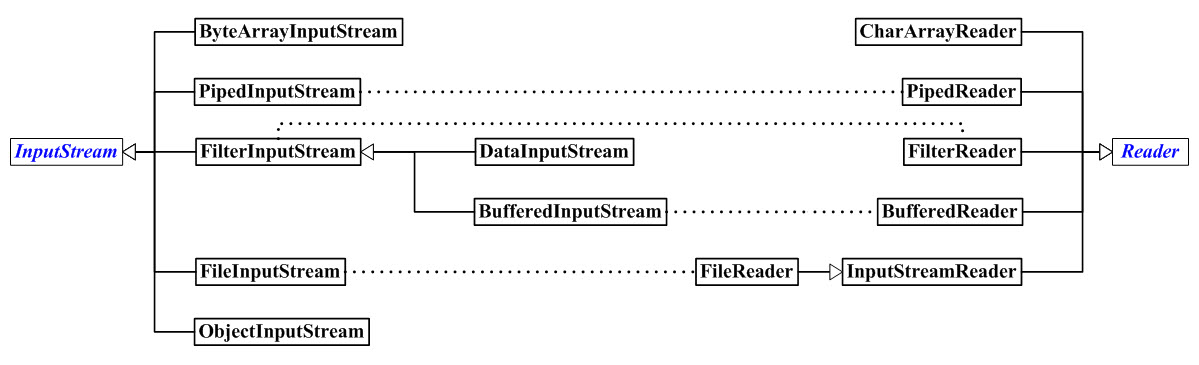 ByteArrayInputStream
CharArrayReader
PipedInputStream
PipedReader
InputStream
FilterInputStream
DataInputStream
FilterReader
Reader
BufferedInputStream
BufferedReader
FileInputStream
FileReader
InputStreamReader
ObjectInputStream